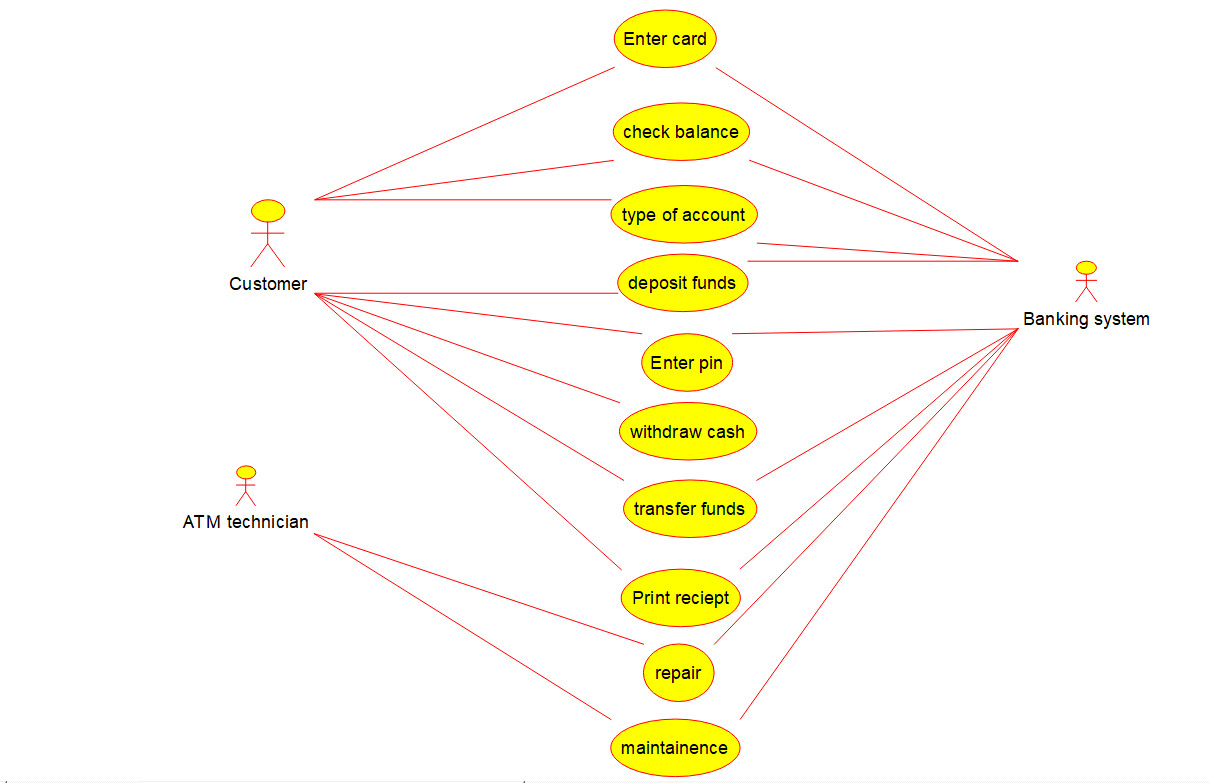 Enter card
check balance
type of account
Customer
deposit funds
Banking system
Enter pin
withdraw cash
ATM technician
transfer funds
Print reciept
repair
maintainence